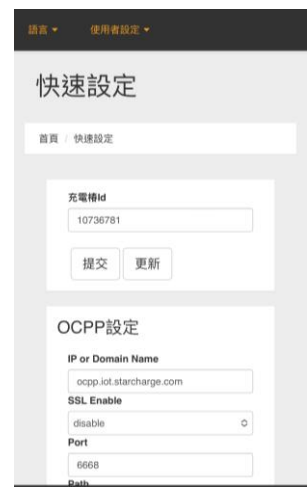 語言 使用者設定
快速設定
首頁 / 快速設定
充電樁Id
10736781
提交 更新
OCPP設定
IP or Domain Name
ocpp.iot.starcharge.com
SSL Enable
disable
Port
6668
Path